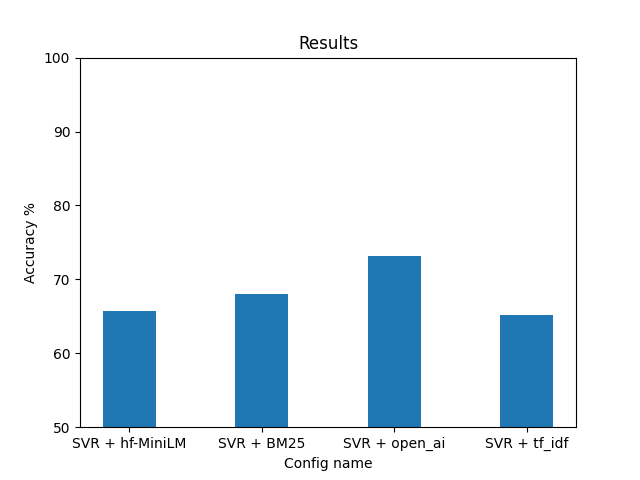 Results
100
90
80
70
60
50
Accuracy %
SVR + hf-MiniLM
SVR + BM25
SVR + open_ai
SVR + tf_idf
Config name